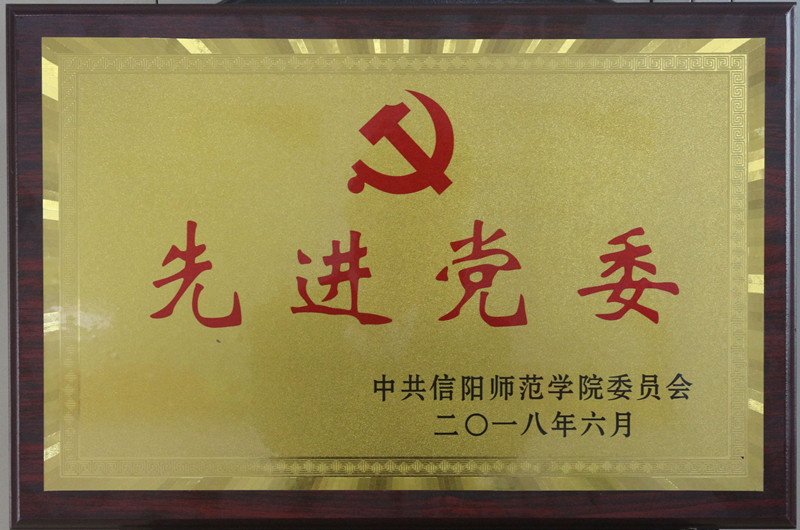 先进党委
中共信阳师范学院委员会
二〇一八年六月